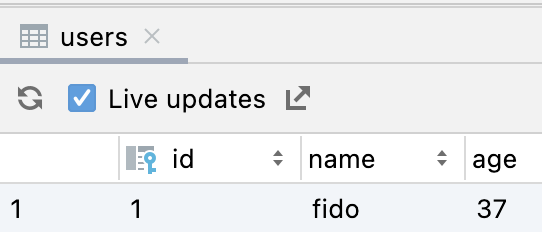 users
Live updates
id name age
1 1 fido 37